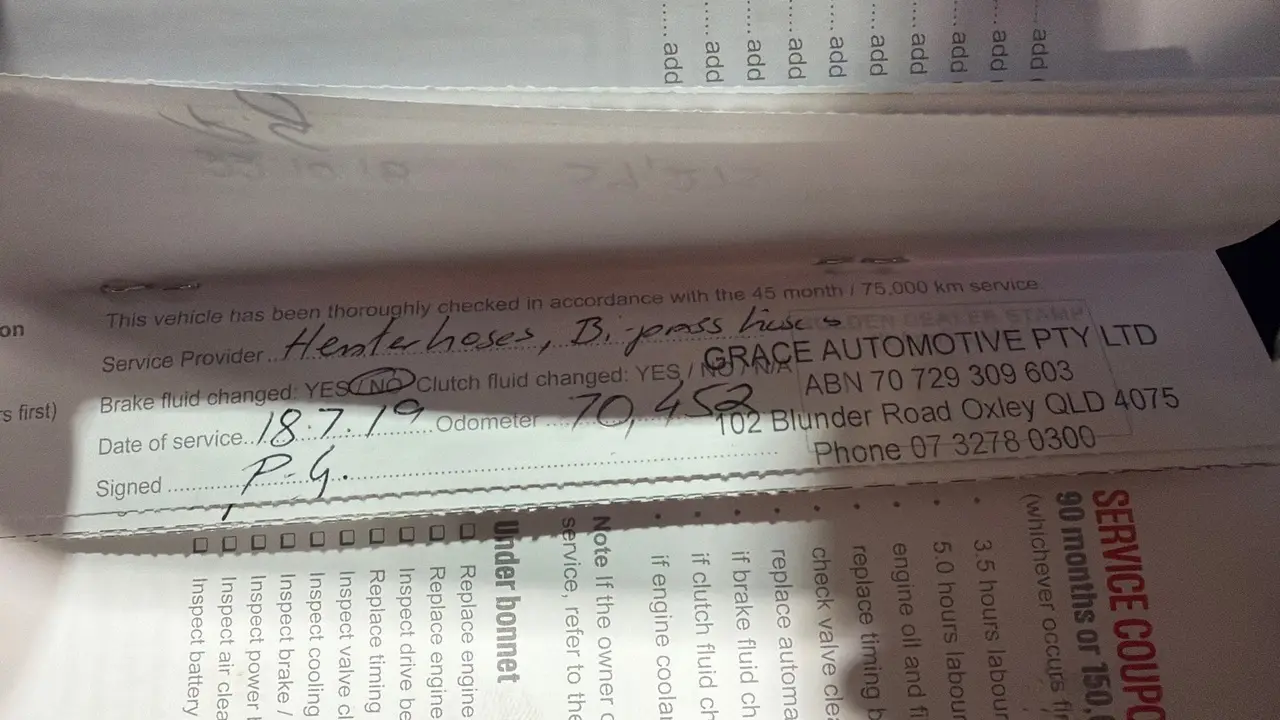 ..... add
..... add
..... add
..... add
..... add
..... add
..... add
..... add
..... add
..... add
on
s first)
This vehicle has been thoroughly checked in accordance with the 45 month / 75,000 km service.
Service Provider..Heaterhoses, Bi-pass hoses
DEALER STAMP
Brake fluid changed: YES / NO Clutch fluid changed: YES / NO / N/A
Date of service..18.7.19 Odometer 70,452
Signed P.G.
GRACE AUTOMOTIVE PTY LTD
ABN 70 729 309 603
102 Blunder Road Oxley QLD 4075
Phone 07 3278 0300
SERVICE COUPO
90 months or 150,
(whichever occurs fir
• 3.5 hours labour
• 5.0 hours labour
• engine oil and fi
• replace timing b
• check valve clea
• replace automa
• if brake fluid ch
• if clutch fluid ch
• if engine coolan
Note If the owner
service, refer to the
Under bonnet
Replace engine
Replace engine
Inspect drive be
Replace timing
Inspect valve cl
Inspect cooling
Inspect brake /
Inspect power
Inspect air clea
Inspect battery